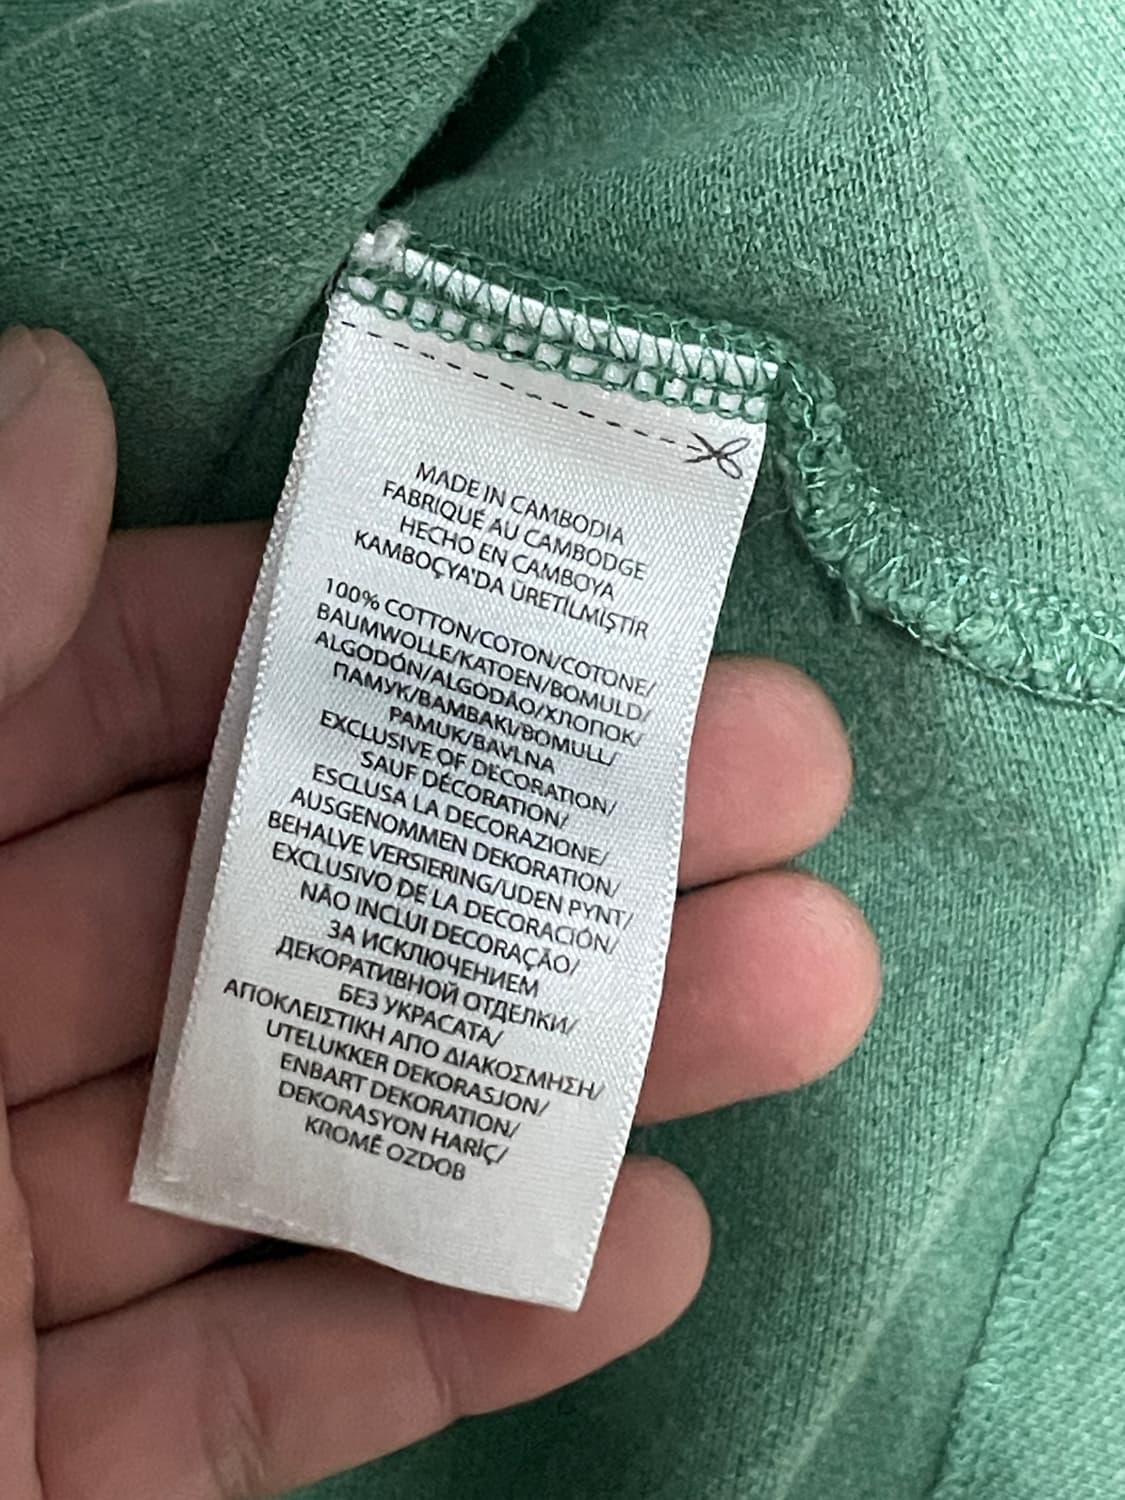 MADE IN CAMBODIA
FABRIQUÉ AU CAMBODGE
HECHO EN CAMBOYA
KAMBOÇYA'DA ÜRETİLMİŞTİR
100% COTTON/COTON/COTONE/
BAUMWOLLE/KATOEN/BOMULD/
ALGODÓN/ALGODÃO/ХЛОПОК/
ПАМУК/ΒΑΜΒΑΚΙ/BOMULL/
PAMUK/BAVLNA
EXCLUSIVE OF DECORATION/
SAUF DÉCORATION/
ESCLUSA LA DECORAZIONE/
AUSGENOMMEN DEKORATION/
BEHALVE VERSIERING/UDEN PYNT/
EXCLUSIVO DE LA DECORACIÓN/
NÃO INCLUI DECORAÇÃO/
ЗА ИСКЛЮЧЕНИЕМ
ДЕКОРАТИВНОЙ ОТДЕЛКИ/
БЕЗ УКРАСАТА/
ΑΠΟΚΛΕΙΣΤΙΚΗ ΑΠΟ ΔΙΑΚΟΣΜΗΣΗ/
UTELUKKER DEKORASJON/
ENBART DEKORATION/
DEKORASYON HARİÇ/
KROMĚ OZDOB